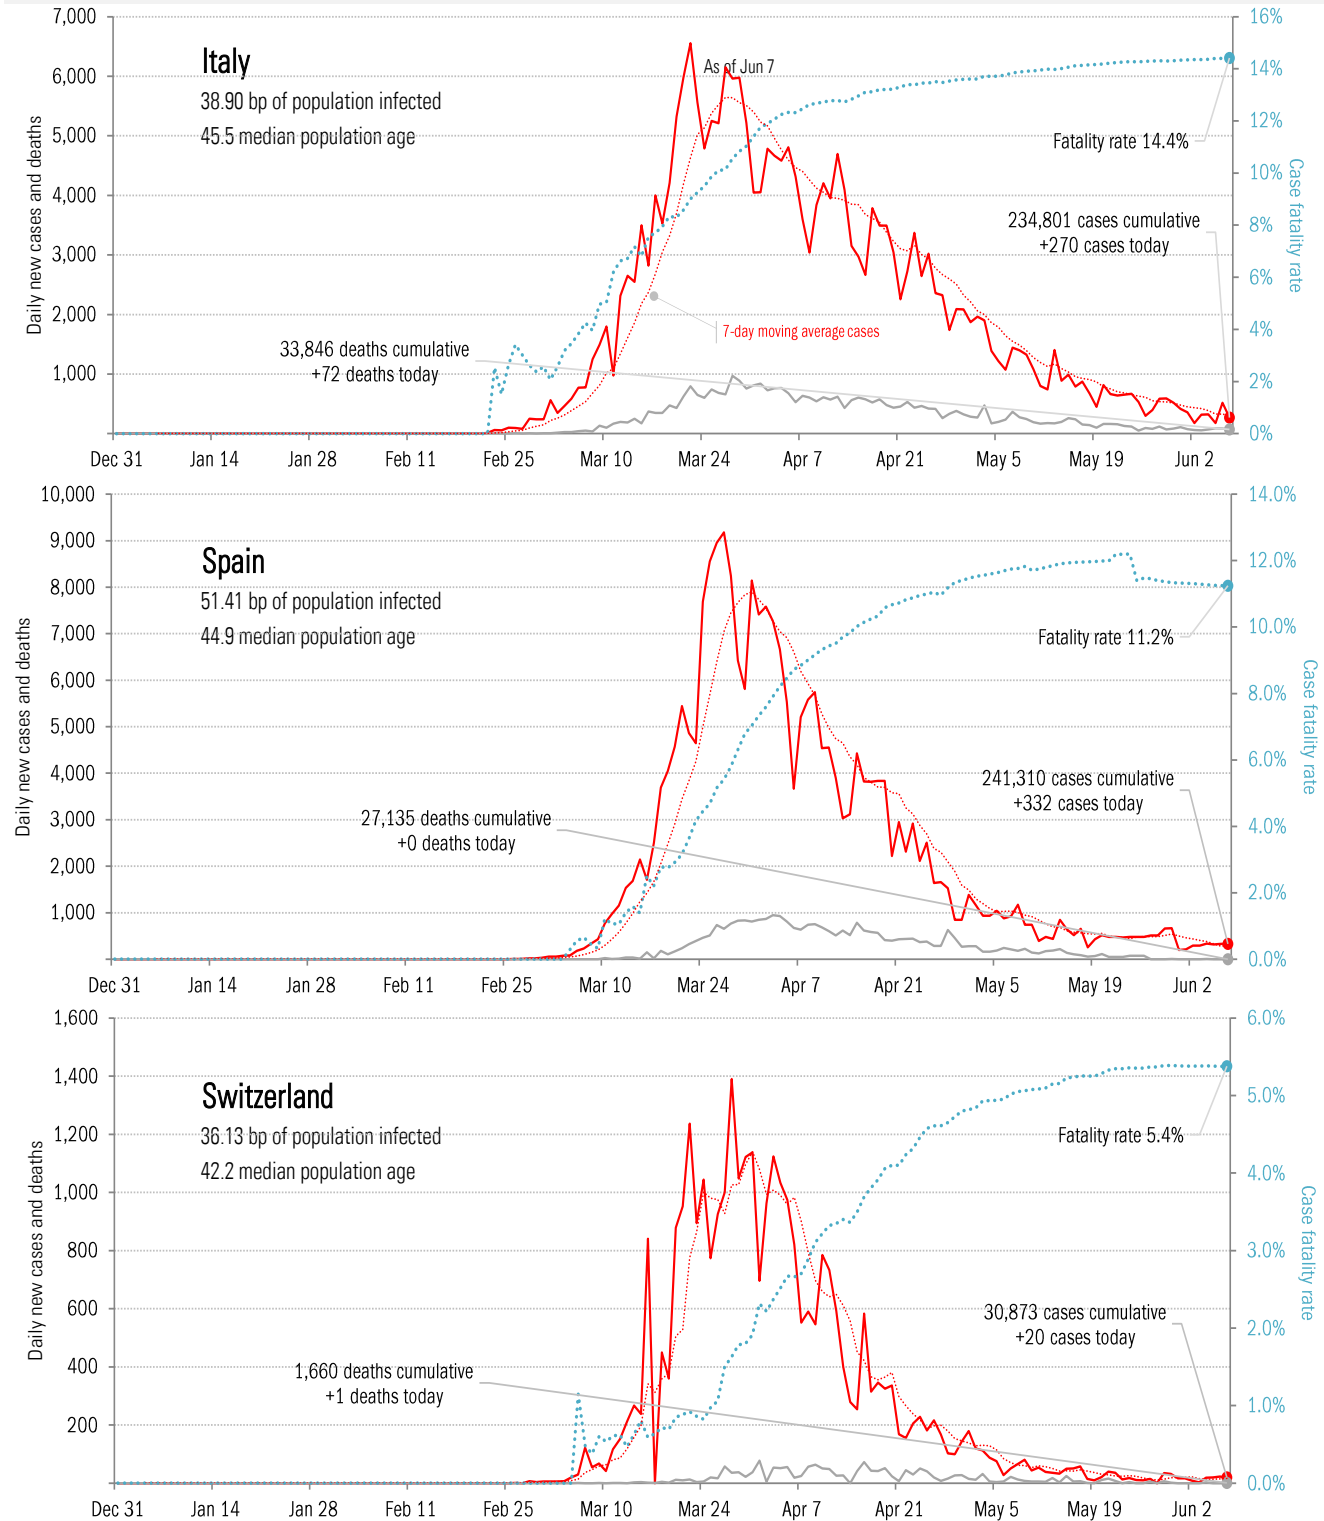 7,000
6,000
5,000
4,000
3,000
2,000
1,000
Daily new cases and deaths
Italy
38.90 bp of population infected
45.5 median population age
As of Jun 7
16%
14%
12%
10%
8%
6%
4%
2%
0%
Case fatality rate
Fatality rate 14.4%
234,801 cases cumulative
+270 cases today
7-day moving average cases
33,846 deaths cumulative
+72 deaths today
Dec 31 Jan 14 Jan 28 Feb 11 Feb 25 Mar 10 Mar 24 Apr 7 Apr 21 May 5 May 19 Jun 2
10,000
9,000
8,000
7,000
6,000
5,000
4,000
3,000
2,000
1,000
Daily new cases and deaths
Spain
51.41 bp of population infected
44.9 median population age
14.0%
12.0%
10.0%
8.0%
6.0%
4.0%
2.0%
0.0%
Case fatality rate
Fatality rate 11.2%
241,310 cases cumulative
+332 cases today
27,135 deaths cumulative
+0 deaths today
Dec 31 Jan 14 Jan 28 Feb 11 Feb 25 Mar 10 Mar 24 Apr 7 Apr 21 May 5 May 19 Jun 2
1,600
1,400
1,200
1,000
800
600
400
200
Daily new cases and deaths
Switzerland
36.13 bp of population infected
42.2 median population age
6.0%
5.0%
4.0%
3.0%
2.0%
1.0%
0.0%
Case fatality rate
Fatality rate 5.4%
30,873 cases cumulative
+20 cases today
1,660 deaths cumulative
+1 deaths today
Dec 31 Jan 14 Jan 28 Feb 11 Feb 25 Mar 10 Mar 24 Apr 7 Apr 21 May 5 May 19 Jun 2